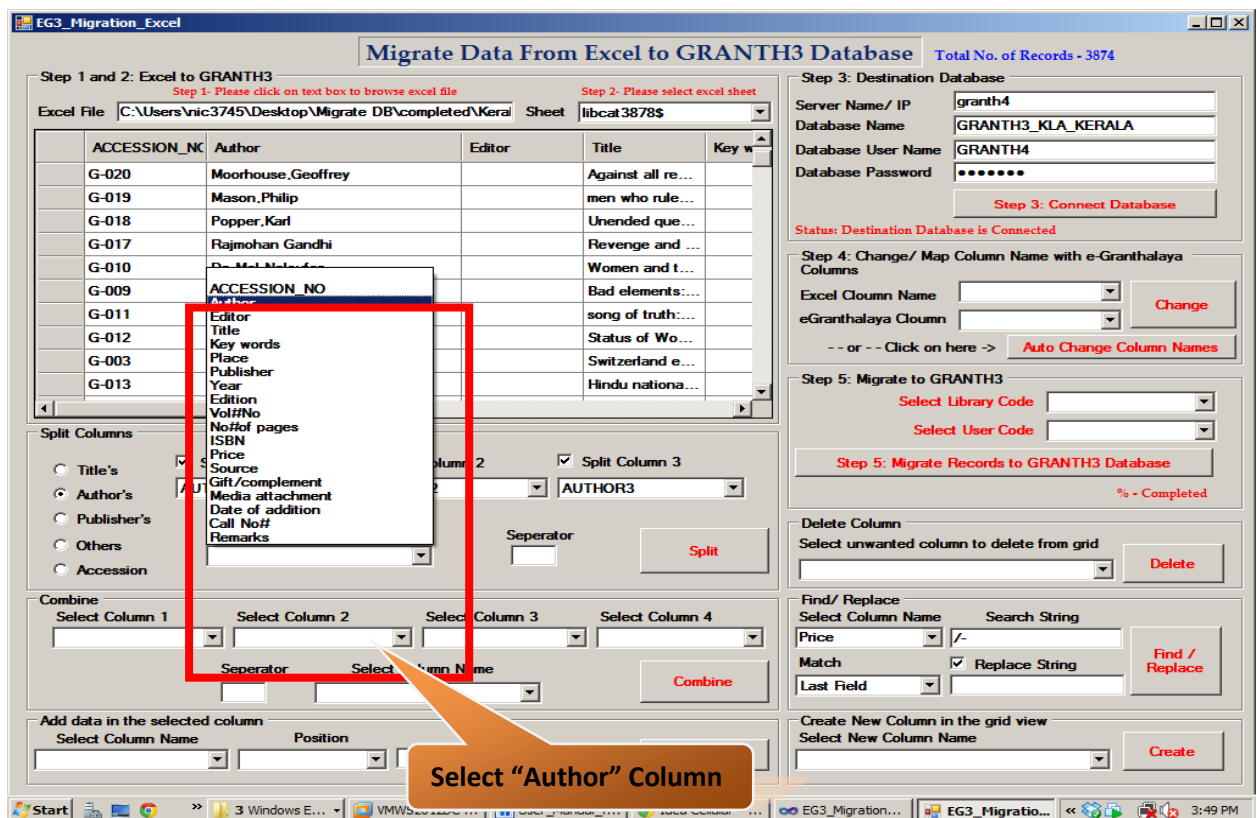 EG3_Migration_Excel
Migrate Data From Excel to GRANTH3 Database
Total No. of Records - 3874
Step 1 and 2: Excel to GRANTH3
Step 1- Please click on text box to browse excel file
Step 2- Please select excel sheet
Excel File C:\Users\nic3745\Desktop\Migrate DB\completed\Keral Sheet libcat3878$
ACCESSION_NO Author Editor Title Key w
G-020 Moorhouse,Geoffrey Against all re...
G-019 Mason,Philip men who rule...
G-018 Popper,Karl Unended que...
G-017 Rajmohan Gandhi Revenge and ...
G-010 Women and t...
G-009 Bad elements:...
G-011 song of truth:...
G-012 Status of Wo...
G-003 Switzerland e...
G-013 Hindu nationa...
ACCESSION_NO
Author
Editor
Title
Key words
Place
Publisher
Year
Edition
Vol#No
No#of pages
ISBN
Price
Source
Gift/complement
Media attachment
Date of addition
Call No#
Remarks
Split Columns
Title's
Author's
Publisher's
Others
Accession
Split Column 3
AUTHOR3
Seperator
Split
Combine
Select Column 1 Select Column 2 Select Column 3 Select Column 4
Seperator
Combine
Add data in the selected column
Select Column Name Position
Select “Author” Column
Step 3: Destination Database
Server Name/ IP granth4
Database Name GRANTH3_KLA_KERALA
Database User Name GRANTH4
Database Password •••••••
Step 3: Connect Database
Status: Destination Database is Connected
Step 4: Change/ Map Column Name with e-Granthalaya
Columns
Excel Cloumn Name
eGranthalaya Cloumn
Change
- - or - - Click on here -> Auto Change Column Names
Step 5: Migrate to GRANTH3
Select Library Code
Select User Code
Step 5: Migrate Records to GRANTH3 Database
% - Completed
Delete Column
Select unwanted column to delete from grid
Delete
Find/ Replace
Select Column Name Search String
Price /-
Match Replace String
Last Field
Find /
Replace
Create New Column in the grid view
Select New Column Name
Create
Start » 3 Windows E... EG3_Migration... EG3_Migratio... « 3:49 PM